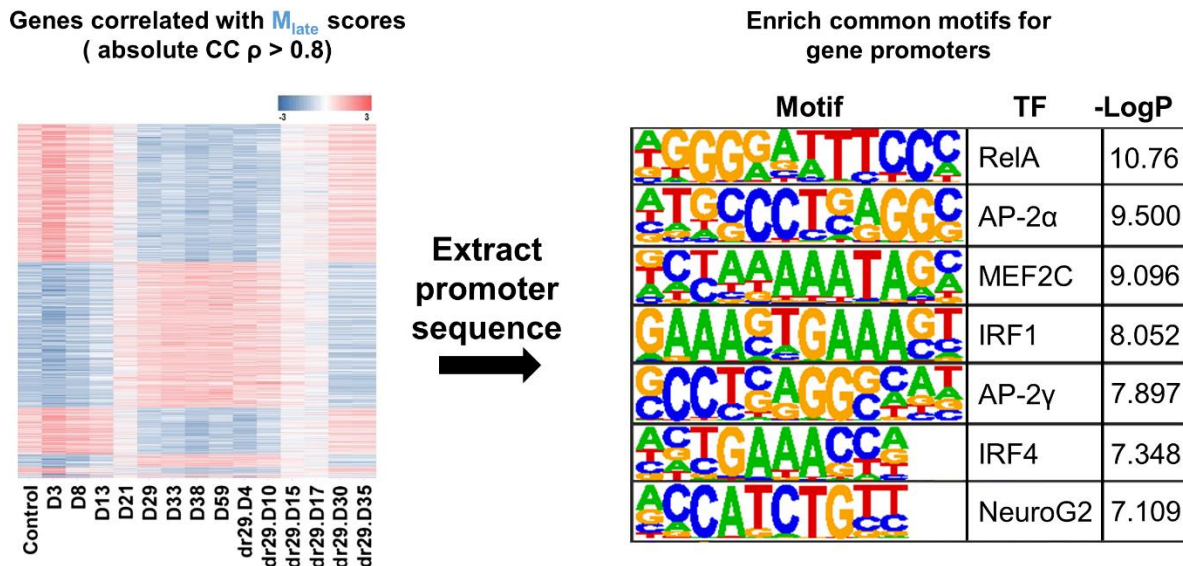 Genes correlated with M_late scores
( absolute CC ρ > 0.8)
-3 3
Control D3 D8 D13 D21 D29 D33 D38 D59 dr29.D4 dr29.D10 dr29.D15 dr29.D17 dr29.D30 dr29.D35
Extract
promoter
sequence
Enrich common motifs for
gene promoters
Motif TF -LogP
RelA 10.76
AP-2α 9.500
MEF2C 9.096
IRF1 8.052
AP-2γ 7.897
IRF4 7.348
NeuroG2 7.109